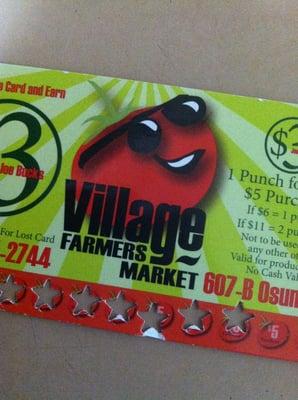 Card and Earn
3
Joe Bucks
For Lost Card
-2744
Village
FARMERS
MARKET
$3
1 Punch fo
$5 Purc
If $6 = 1 p
If $11 = 2 pu
Not to be use
any other o
Valid for produ
No Cash Val
607-B Osun
$5
$5